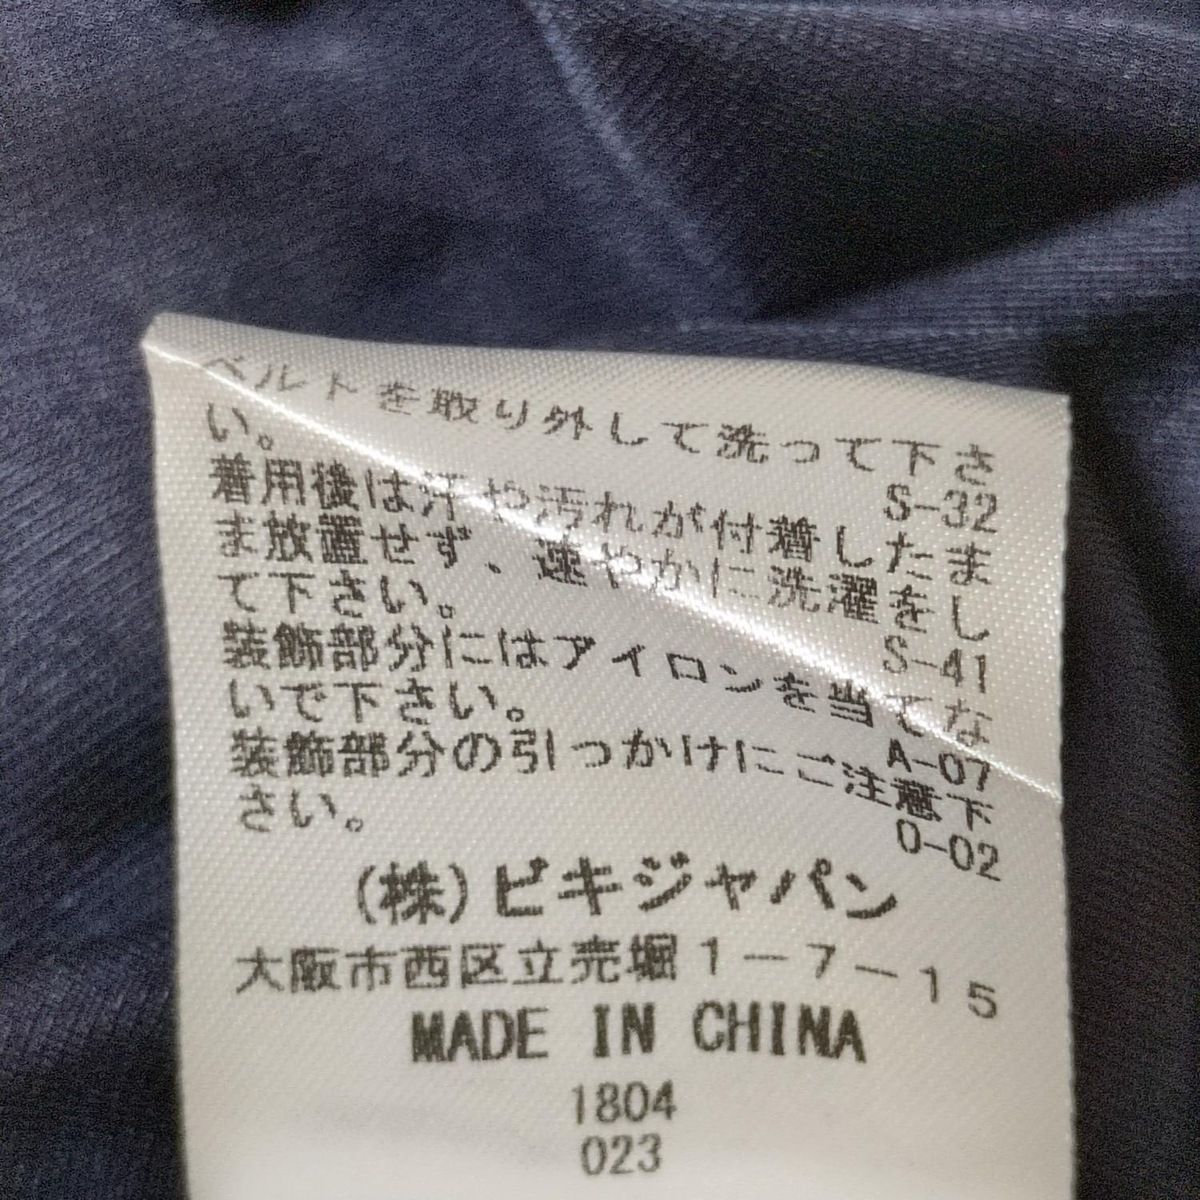 ベルトを取り外して洗って下さ
い。
S-32
着用後は汗や汚れが付着したま
ま放置せず、速やかに洗濯をし
て下さい。
S-41
装飾部分にはアイロンを当てな
いで下さい。
A-07
装飾部分の引っかけにご注意下
さい。
O-02
(株)ビキジャパン
大阪市西区立売堀1-7-15
MADE IN CHINA
1804
023